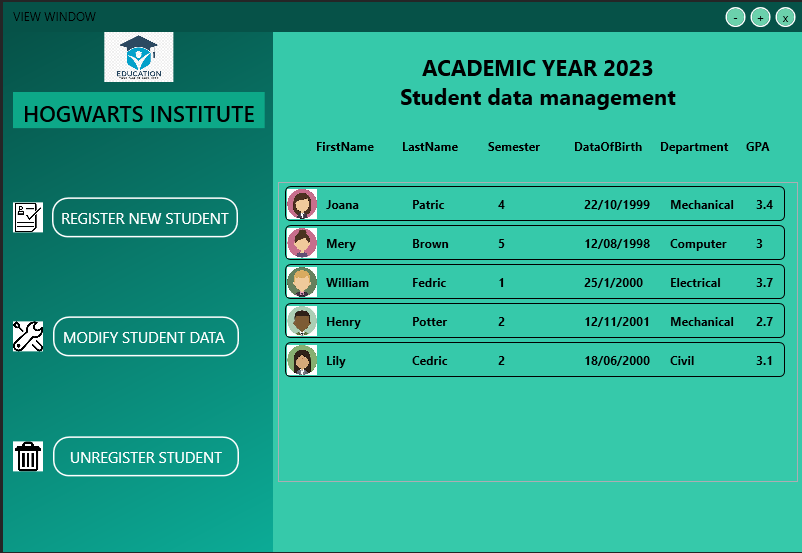 VIEW WINDOW
- + x
EDUCATION
HOGWARTS INSTITUTE
REGISTER NEW STUDENT
MODIFY STUDENT DATA
UNREGISTER STUDENT
ACADEMIC YEAR 2023
Student data management
FirstName LastName Semester DataOfBirth Department GPA
Joana Patric 4 22/10/1999 Mechanical 3.4
Mery Brown 5 12/08/1998 Computer 3
William Fedric 1 25/1/2000 Electrical 3.7
Henry Potter 2 12/11/2001 Mechanical 2.7
Lily Cedric 2 18/06/2000 Civil 3.1